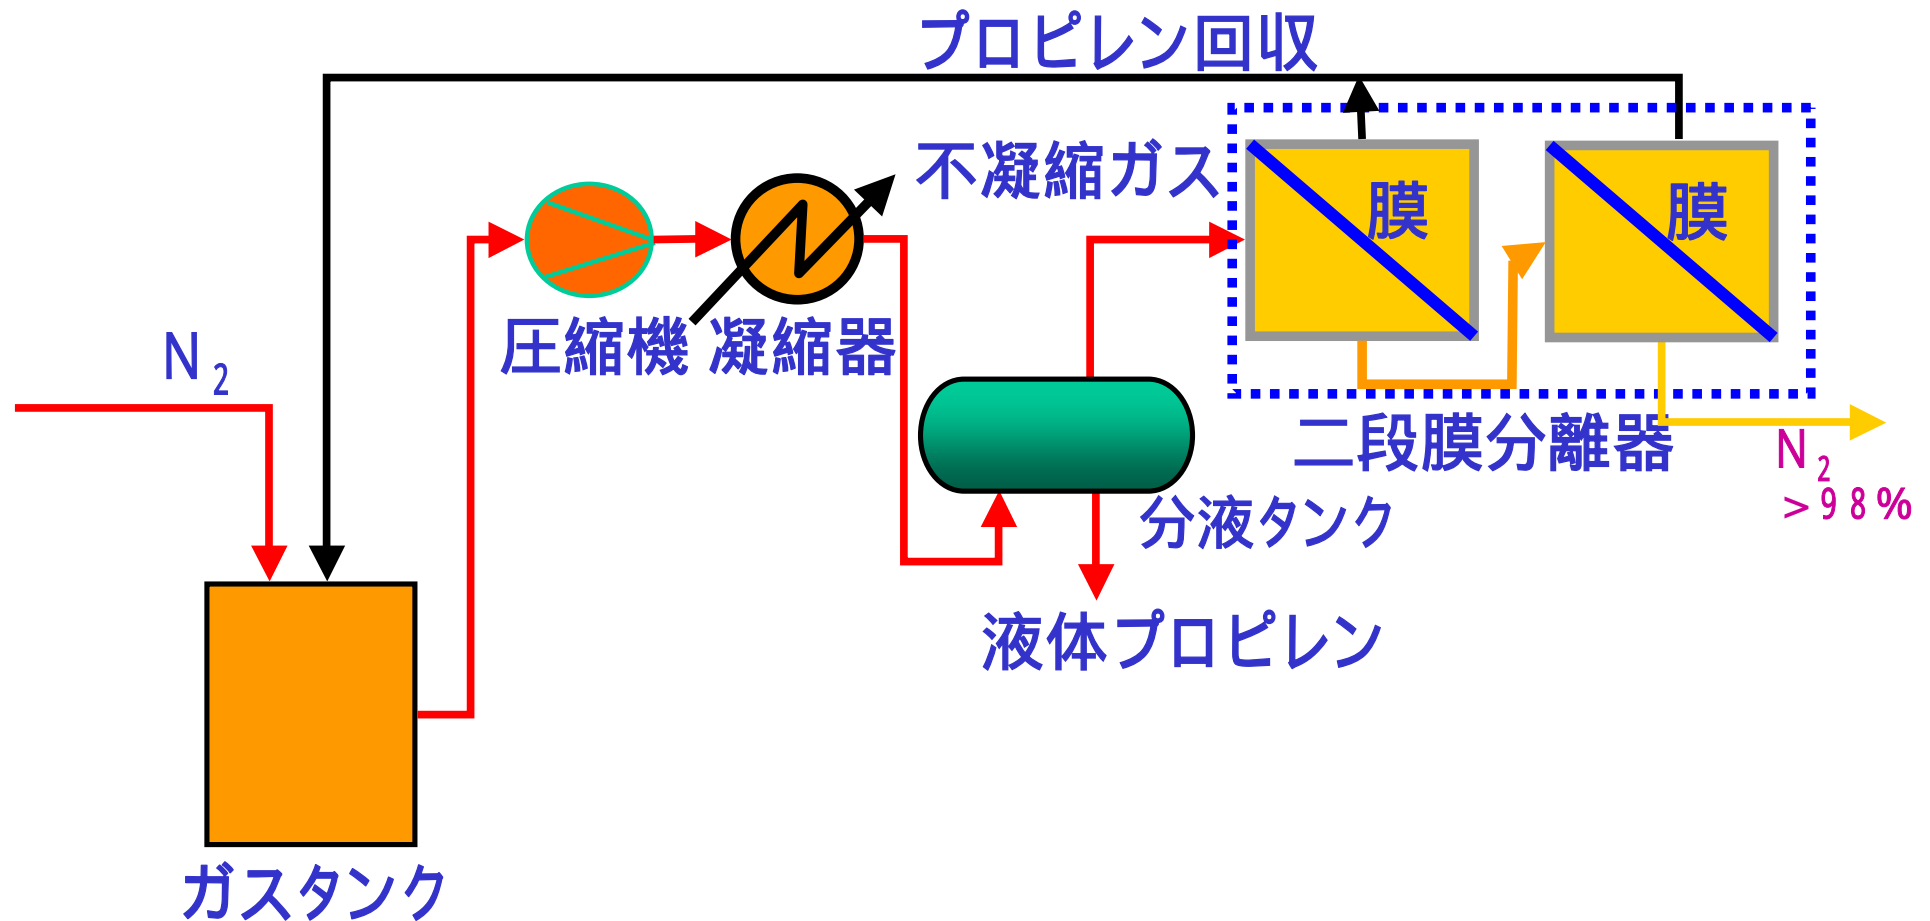 プロピレン回収
不凝縮ガス
膜
膜
圧縮機 凝縮器
N2
二段膜分離器
N2
>98%
分液タンク
液体プロピレン
ガスタンク